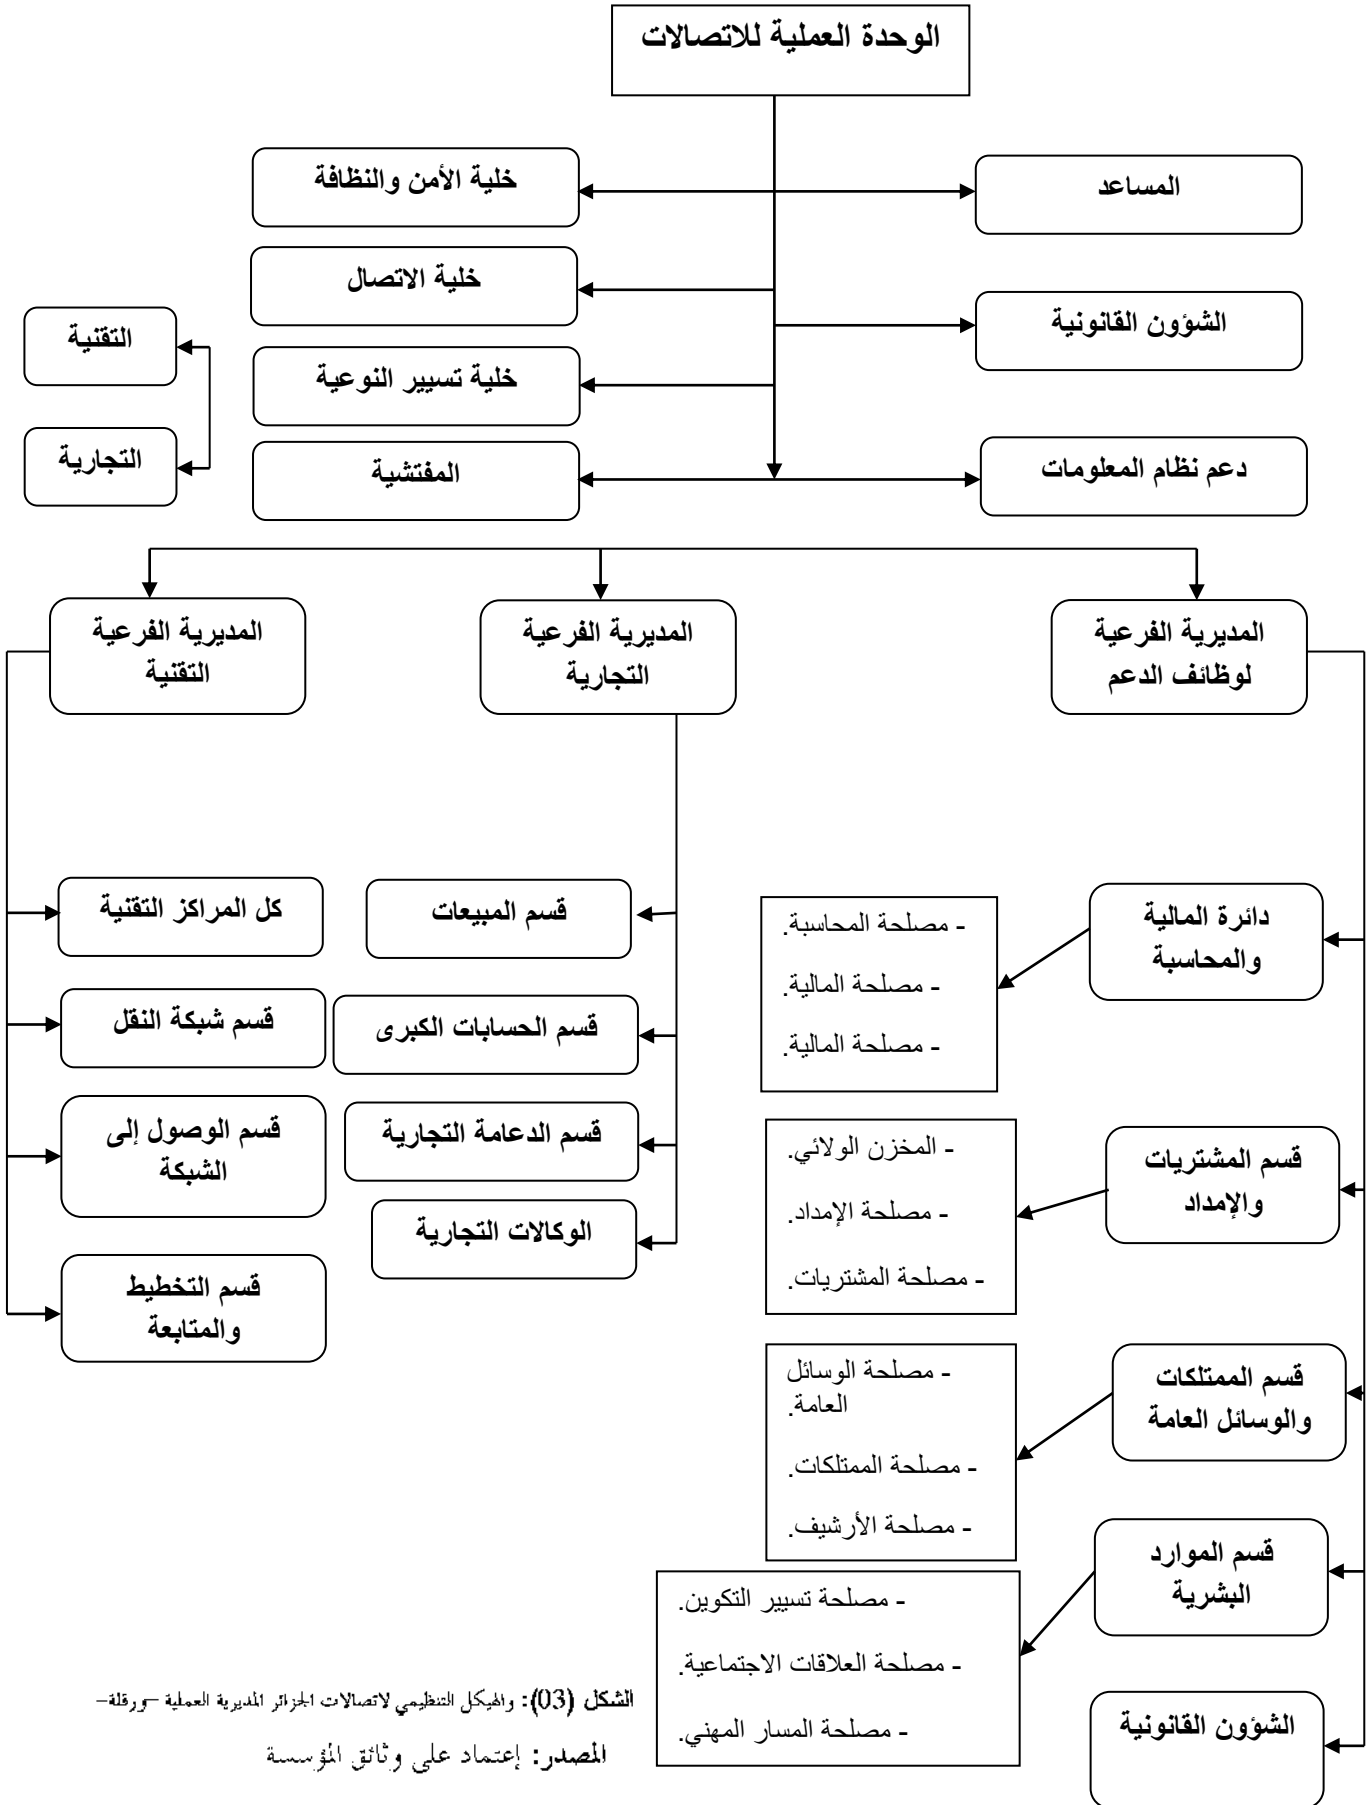 الوحدة العملية للاتصالات
المساعد
خلية الأمن والنظافة
الشؤون القانونية
خلية الاتصال
دعم نظام المعلومات
خلية تسيير النوعية
المفتشية
التقنية
التجارية
المديرية الفرعية
لوظائف الدعم
المديرية الفرعية
التجارية
المديرية الفرعية
التقنية
دائرة المالية
والمحاسبة
- مصلحة المحاسبة.
- مصلحة المالية.
- مصلحة المالية.
قسم المشتريات
والإمداد
- المخزن الولائي.
- مصلحة الإمداد.
- مصلحة المشتريات.
قسم الممتلكات
والوسائل العامة
- مصلحة الوسائل
العامة.
- مصلحة الممتلكات.
- مصلحة الأرشيف.
قسم الموارد
البشرية
- مصلحة تسيير التكوين.
- مصلحة العلاقات الاجتماعية.
- مصلحة المسار المهني.
الشؤون القانونية
قسم المبيعات
قسم الحسابات الكبرى
قسم الدعامة التجارية
الوكالات التجارية
كل المراكز التقنية
قسم شبكة النقل
قسم الوصول إلى
الشبكة
قسم التخطيط
والمتابعة
الشكل (03): والهيكل التنظيمي لاتصالات الجزائر المديرية العملية –ورقلة–
المصدر: إعتماد على وثائق المؤسسة